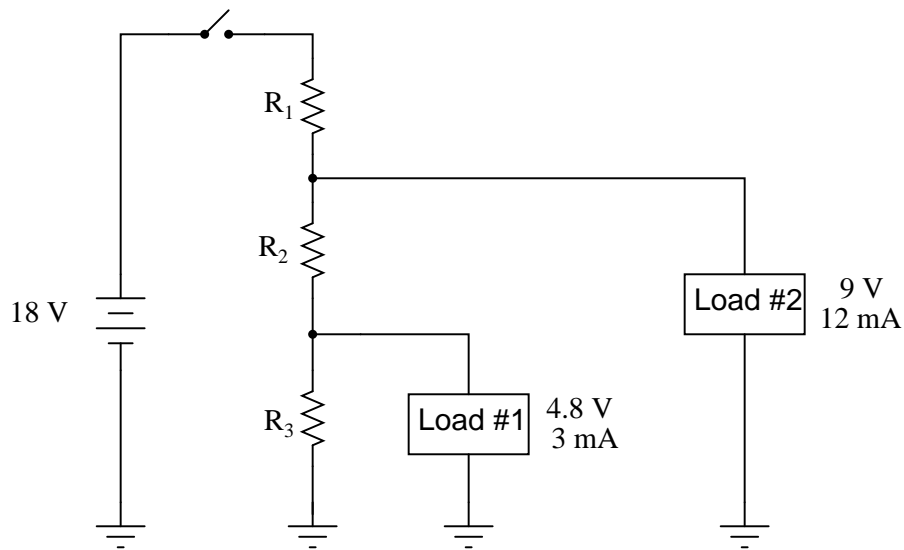 R₁
R₂
18 V
Load #2
9 V
12 mA
R₃
Load #1
4.8 V
3 mA